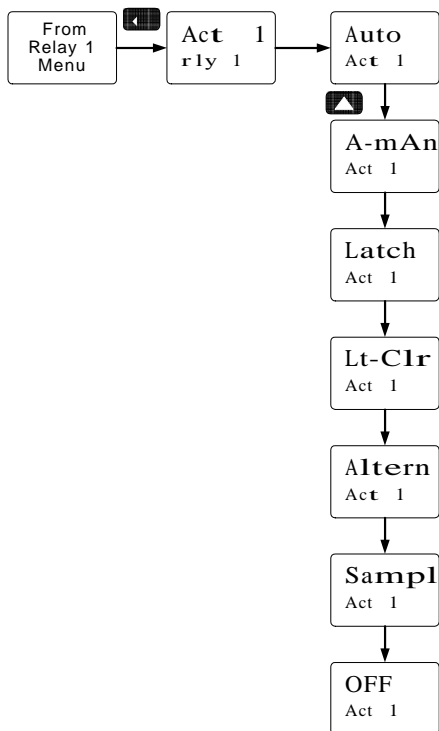 From
Relay 1
Menu
Act 1
rly 1
Auto
Act 1
A-mAn
Act 1
Latch
Act 1
Lt-Clr
Act 1
Altern
Act 1
Sampl
Act 1
OFF
Act 1